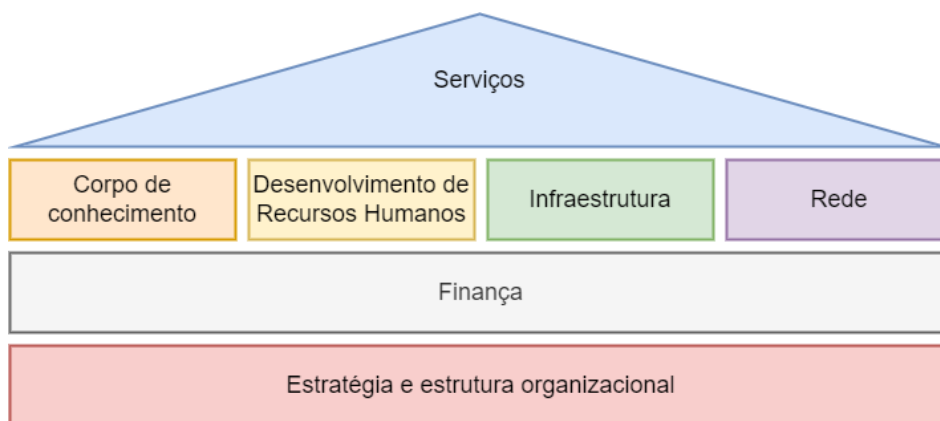 Serviços
Corpo de
conhecimento
Desenvolvimento de
Recursos Humanos
Infraestrutura
Rede
Finança
Estratégia e estrutura organizacional